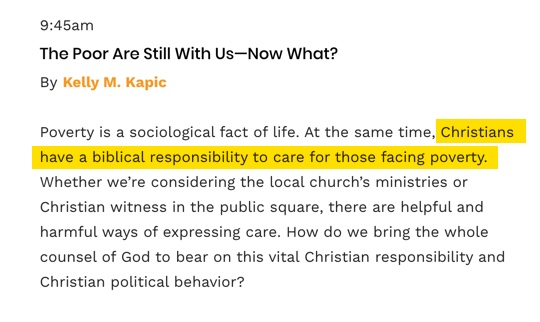 9:45am
The Poor Are Still With Us—Now What?
By Kelly M. Kapic
Poverty is a sociological fact of life. At the same time, Christians
have a biblical responsibility to care for those facing poverty.
Whether we’re considering the local church’s ministries or
Christian witness in the public square, there are helpful and
harmful ways of expressing care. How do we bring the whole
counsel of God to bear on this vital Christian responsibility and
Christian political behavior?